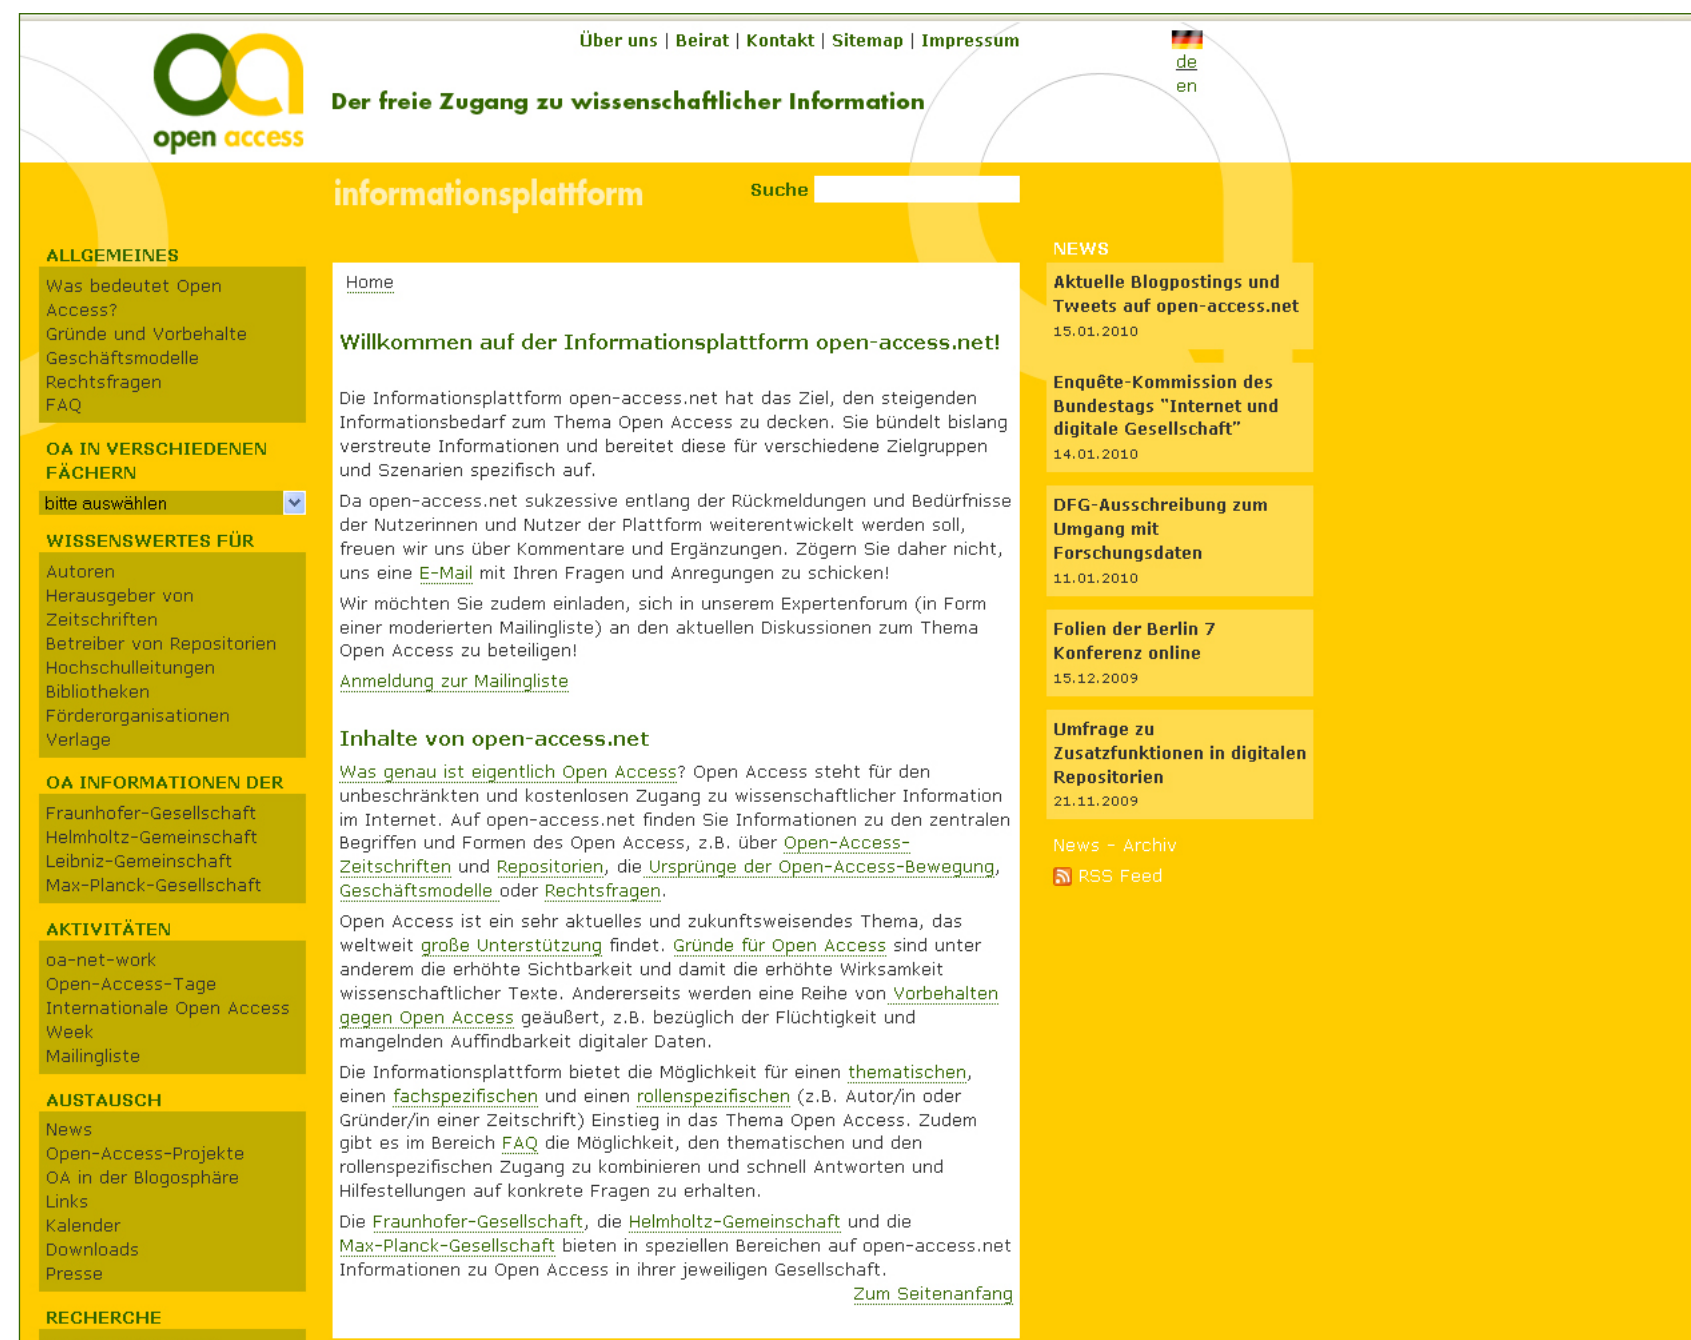 Über uns | Beirat | Kontakt | Sitemap | Impressum
de
en
oa
open access
Der freie Zugang zu wissenschaftlicher Information
informationsplattform
Suche
ALLGEMEINES
Was bedeutet Open
Access?
Gründe und Vorbehalte
Geschäftsmodelle
Rechtsfragen
FAQ
OA IN VERSCHIEDENEN
FÄCHERN
bitte auswählen
WISSENSWERTES FÜR
Autoren
Herausgeber von
Zeitschriften
Betreiber von Repositorien
Hochschulleitungen
Bibliotheken
Förderorganisationen
Verlage
OA INFORMATIONEN DER
Fraunhofer-Gesellschaft
Helmholtz-Gemeinschaft
Leibniz-Gemeinschaft
Max-Planck-Gesellschaft
AKTIVITÄTEN
oa-net-work
Open-Access-Tage
Internationale Open Access
Week
Mailingliste
AUSTAUSCH
News
Open-Access-Projekte
OA in der Blogosphäre
Links
Kalender
Downloads
Presse
RECHERCHE
Home
Willkommen auf der Informationsplattform open-access.net!
Die Informationsplattform open-access.net hat das Ziel, den steigenden
Informationsbedarf zum Thema Open Access zu decken. Sie bündelt bislang
verstreute Informationen und bereitet diese für verschiedene Zielgruppen
und Szenarien spezifisch auf.
Da open-access.net sukzessive entlang der Rückmeldungen und Bedürfnisse
der Nutzerinnen und Nutzer der Plattform weiterentwickelt werden soll,
freuen wir uns über Kommentare und Ergänzungen. Zögern Sie daher nicht,
uns eine E-Mail mit Ihren Fragen und Anregungen zu schicken!
Wir möchten Sie zudem einladen, sich in unserem Expertenforum (in Form
einer moderierten Mailingliste) an den aktuellen Diskussionen zum Thema
Open Access zu beteiligen!
Anmeldung zur Mailingliste
Inhalte von open-access.net
Was genau ist eigentlich Open Access? Open Access steht für den
unbeschränkten und kostenlosen Zugang zu wissenschaftlicher Information
im Internet. Auf open-access.net finden Sie Informationen zu den zentralen
Begriffen und Formen des Open Access, z.B. über Open-Access-
Zeitschriften und Repositorien, die Ursprünge der Open-Access-Bewegung,
Geschäftsmodelle oder Rechtsfragen.
Open Access ist ein sehr aktuelles und zukunftsweisendes Thema, das
weltweit große Unterstützung findet. Gründe für Open Access sind unter
anderem die erhöhte Sichtbarkeit und damit die erhöhte Wirksamkeit
wissenschaftlicher Texte. Andererseits werden eine Reihe von Vorbehalten
gegen Open Access geäußert, z.B. bezüglich der Flüchtigkeit und
mangelnden Auffindbarkeit digitaler Daten.
Die Informationsplattform bietet die Möglichkeit für einen thematischen,
einen fachspezifischen und einen rollenspezifischen (z.B. Autor/in oder
Gründer/in einer Zeitschrift) Einstieg in das Thema Open Access. Zudem
gibt es im Bereich FAQ die Möglichkeit, den thematischen und den
rollenspezifischen Zugang zu kombinieren und schnell Antworten und
Hilfestellungen auf konkrete Fragen zu erhalten.
Die Fraunhofer-Gesellschaft, die Helmholtz-Gemeinschaft und die
Max-Planck-Gesellschaft bieten in speziellen Bereichen auf open-access.net
Informationen zu Open Access in ihrer jeweiligen Gesellschaft.
Zum Seitenanfang
NEWS
Aktuelle Blogpostings und
Tweets auf open-access.net
15.01.2010
Enquête-Kommission des
Bundestags "Internet und
digitale Gesellschaft"
14.01.2010
DFG-Ausschreibung zum
Umgang mit
Forschungsdaten
11.01.2010
Folien der Berlin 7
Konferenz online
15.12.2009
Umfrage zu
Zusatzfunktionen in digitalen
Repositorien
21.11.2009
News - Archiv
RSS Feed